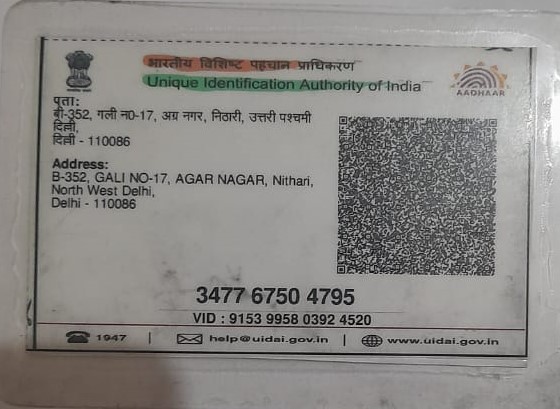 भारतीय विशिष्ट पहचान प्राधिकरण
Unique Identification Authority of India
AADHAAR
पता:
बी-352, गली न0-17, अग्र नगर, निठारी, उत्तरी पश्चमी
दिल्ली,
दिल्ली - 110086
Address:
B-352, GALI NO-17, AGAR NAGAR, Nithari,
North West Delhi,
Delhi - 110086
3477 6750 4795
VID : 9153 9958 0392 4520
1947 | help@uidai.gov.in | www.uidai.gov.in